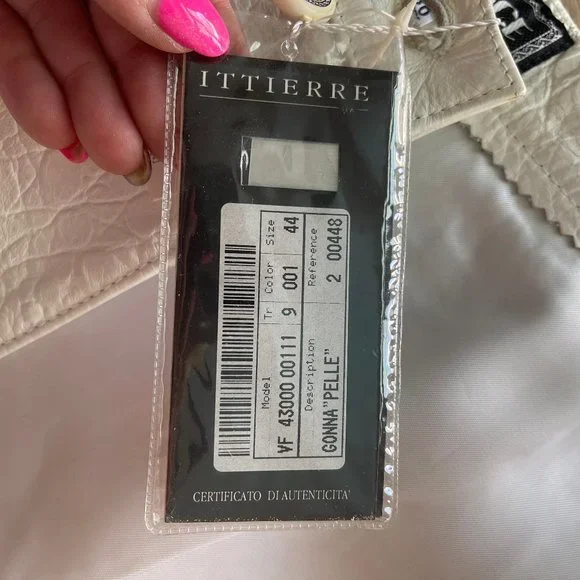 ITTIERRE
Model Tr Color Size
VF 43000 00111 9 001 44
Description Reference
GONNA"PELLE" 2 00448
CERTIFICATO DI AUTENTICITA'